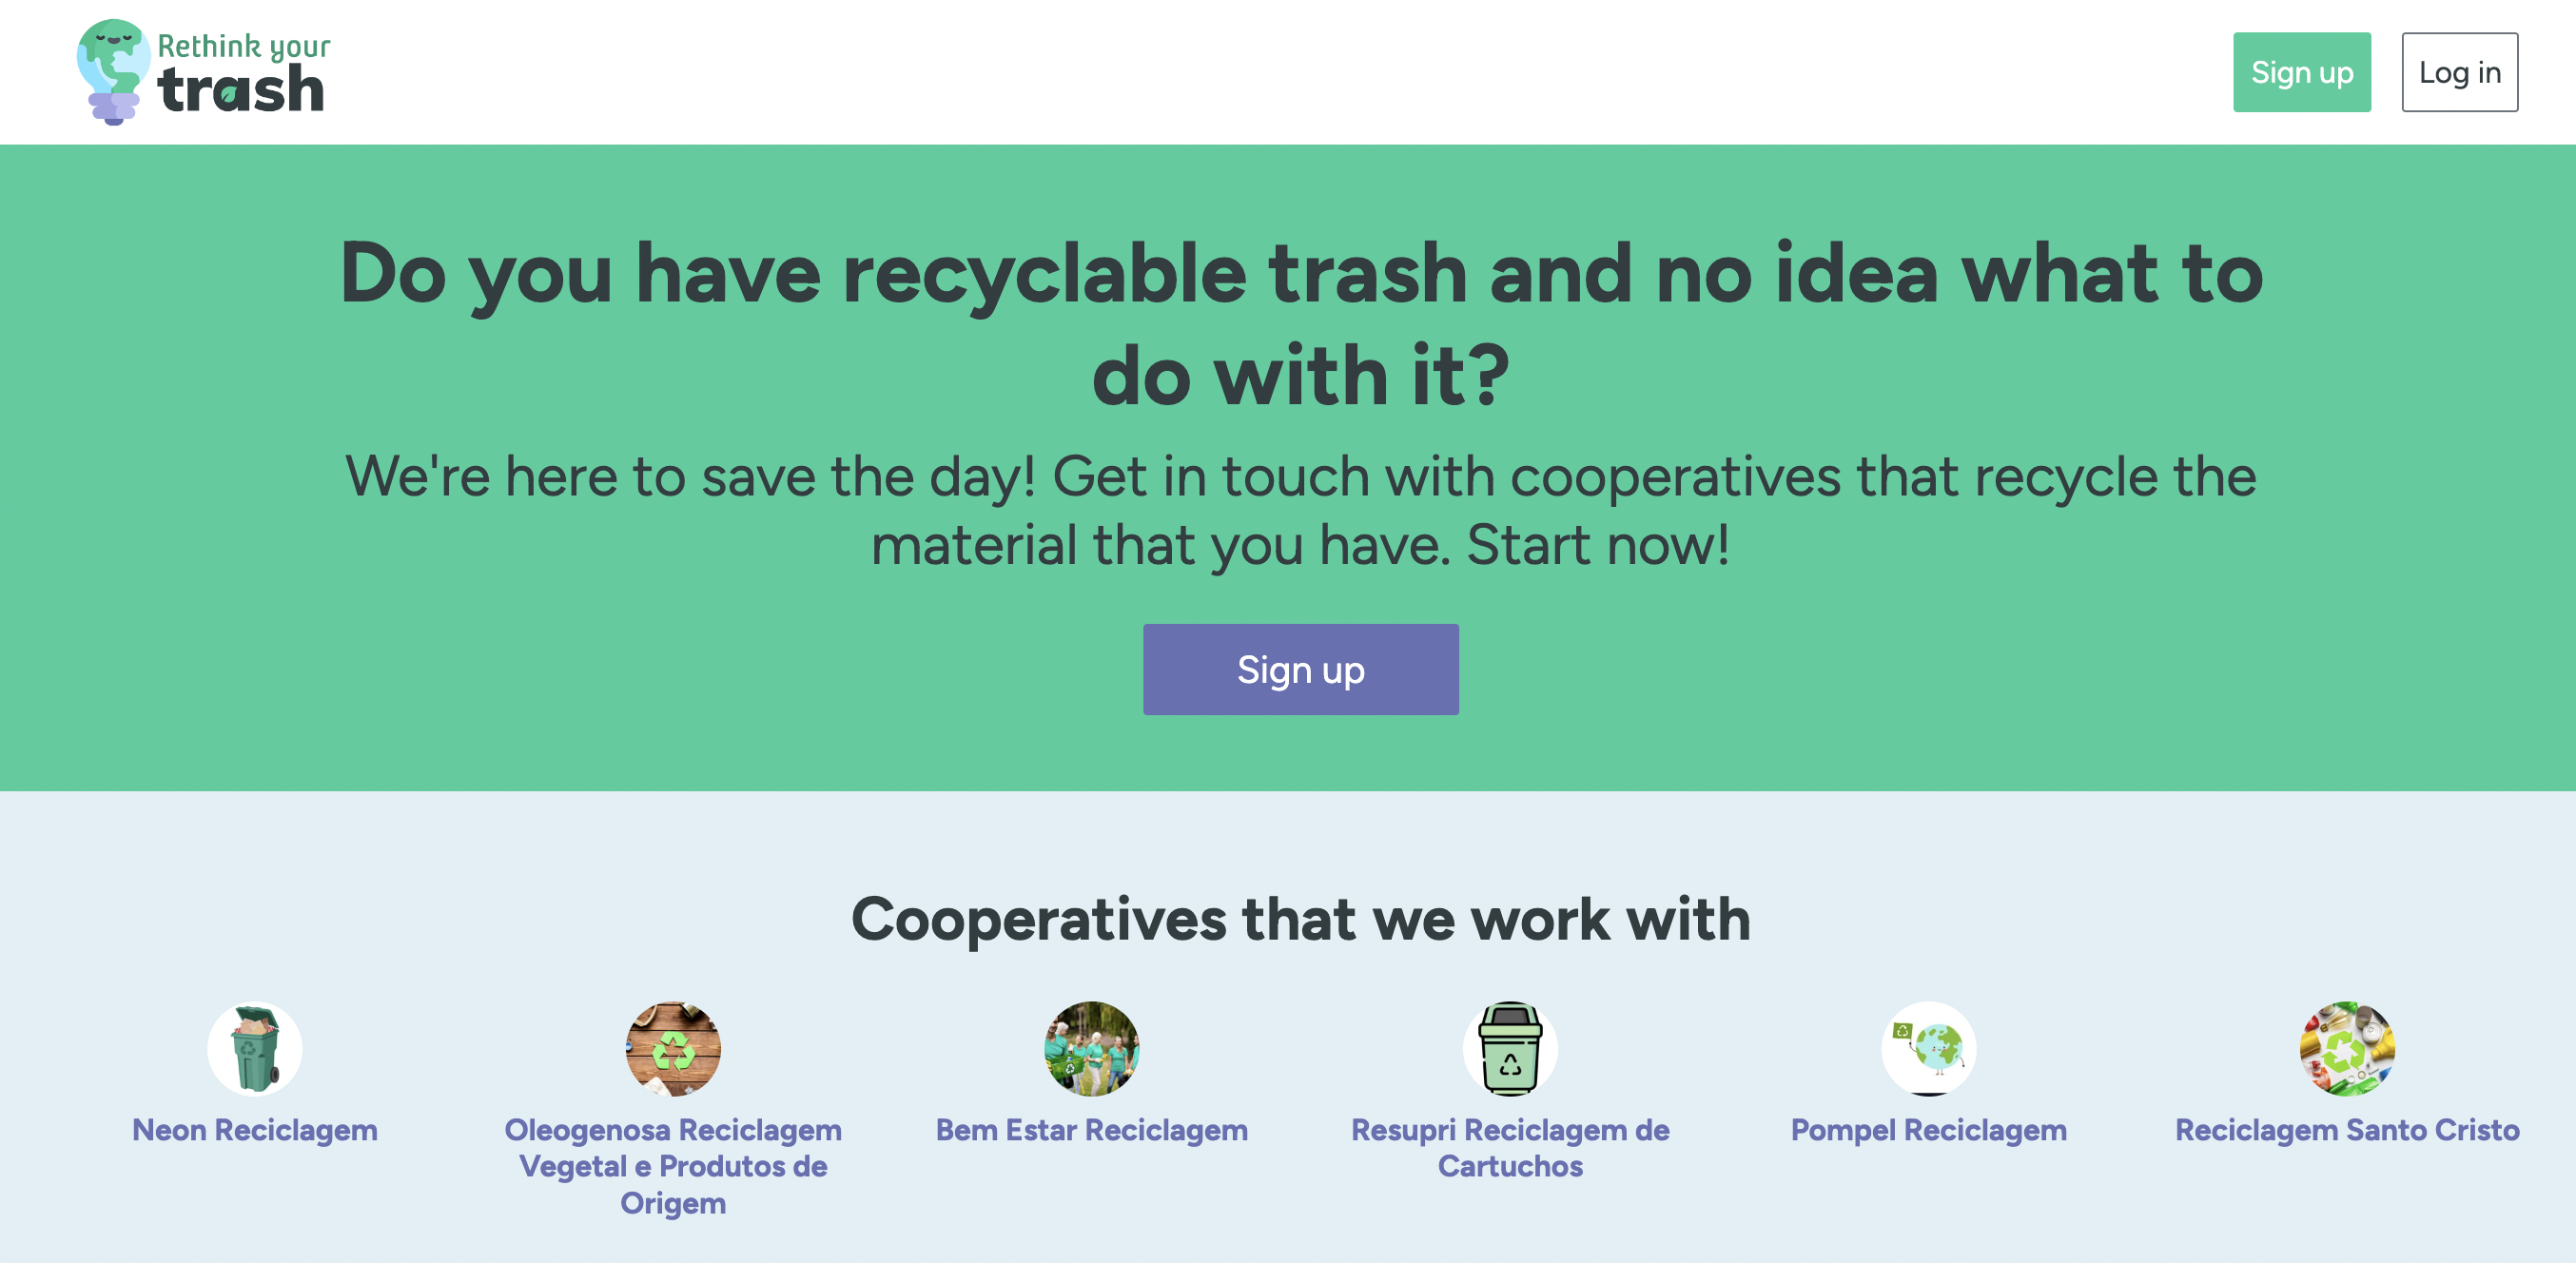 Rethink your
trash
Sign up
Log in
Do you have recyclable trash and no idea what to
do with it?
We're here to save the day! Get in touch with cooperatives that recycle the
material that you have. Start now!
Sign up
Cooperatives that we work with
Neon Reciclagem
Oleogenosa Reciclagem
Vegetal e Produtos de
Origem
Bem Estar Reciclagem
Resupri Reciclagem de
Cartuchos
Pompel Reciclagem
Reciclagem Santo Cristo